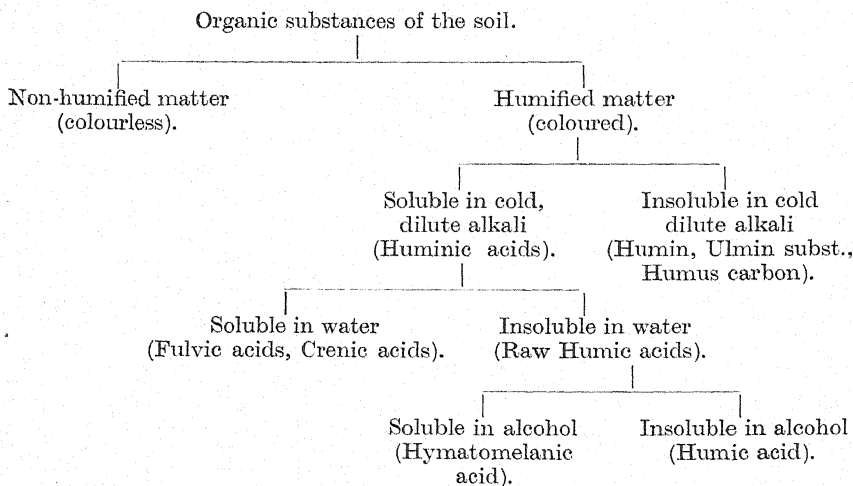 Organic substances of the soil.
Non-humified matter
(colourless).
Humified matter
(coloured).
Soluble in cold,
dilute alkali
(Huminic acids).
Insoluble in cold
dilute alkali
(Humin, Ulmin subst.,
Humus carbon).
Soluble in water
(Fulvic acids, Crenic acids).
Insoluble in water
(Raw Humic acids).
Soluble in alcohol
(Hymatomelanic
acid).
Insoluble in alcohol
(Humic acid).